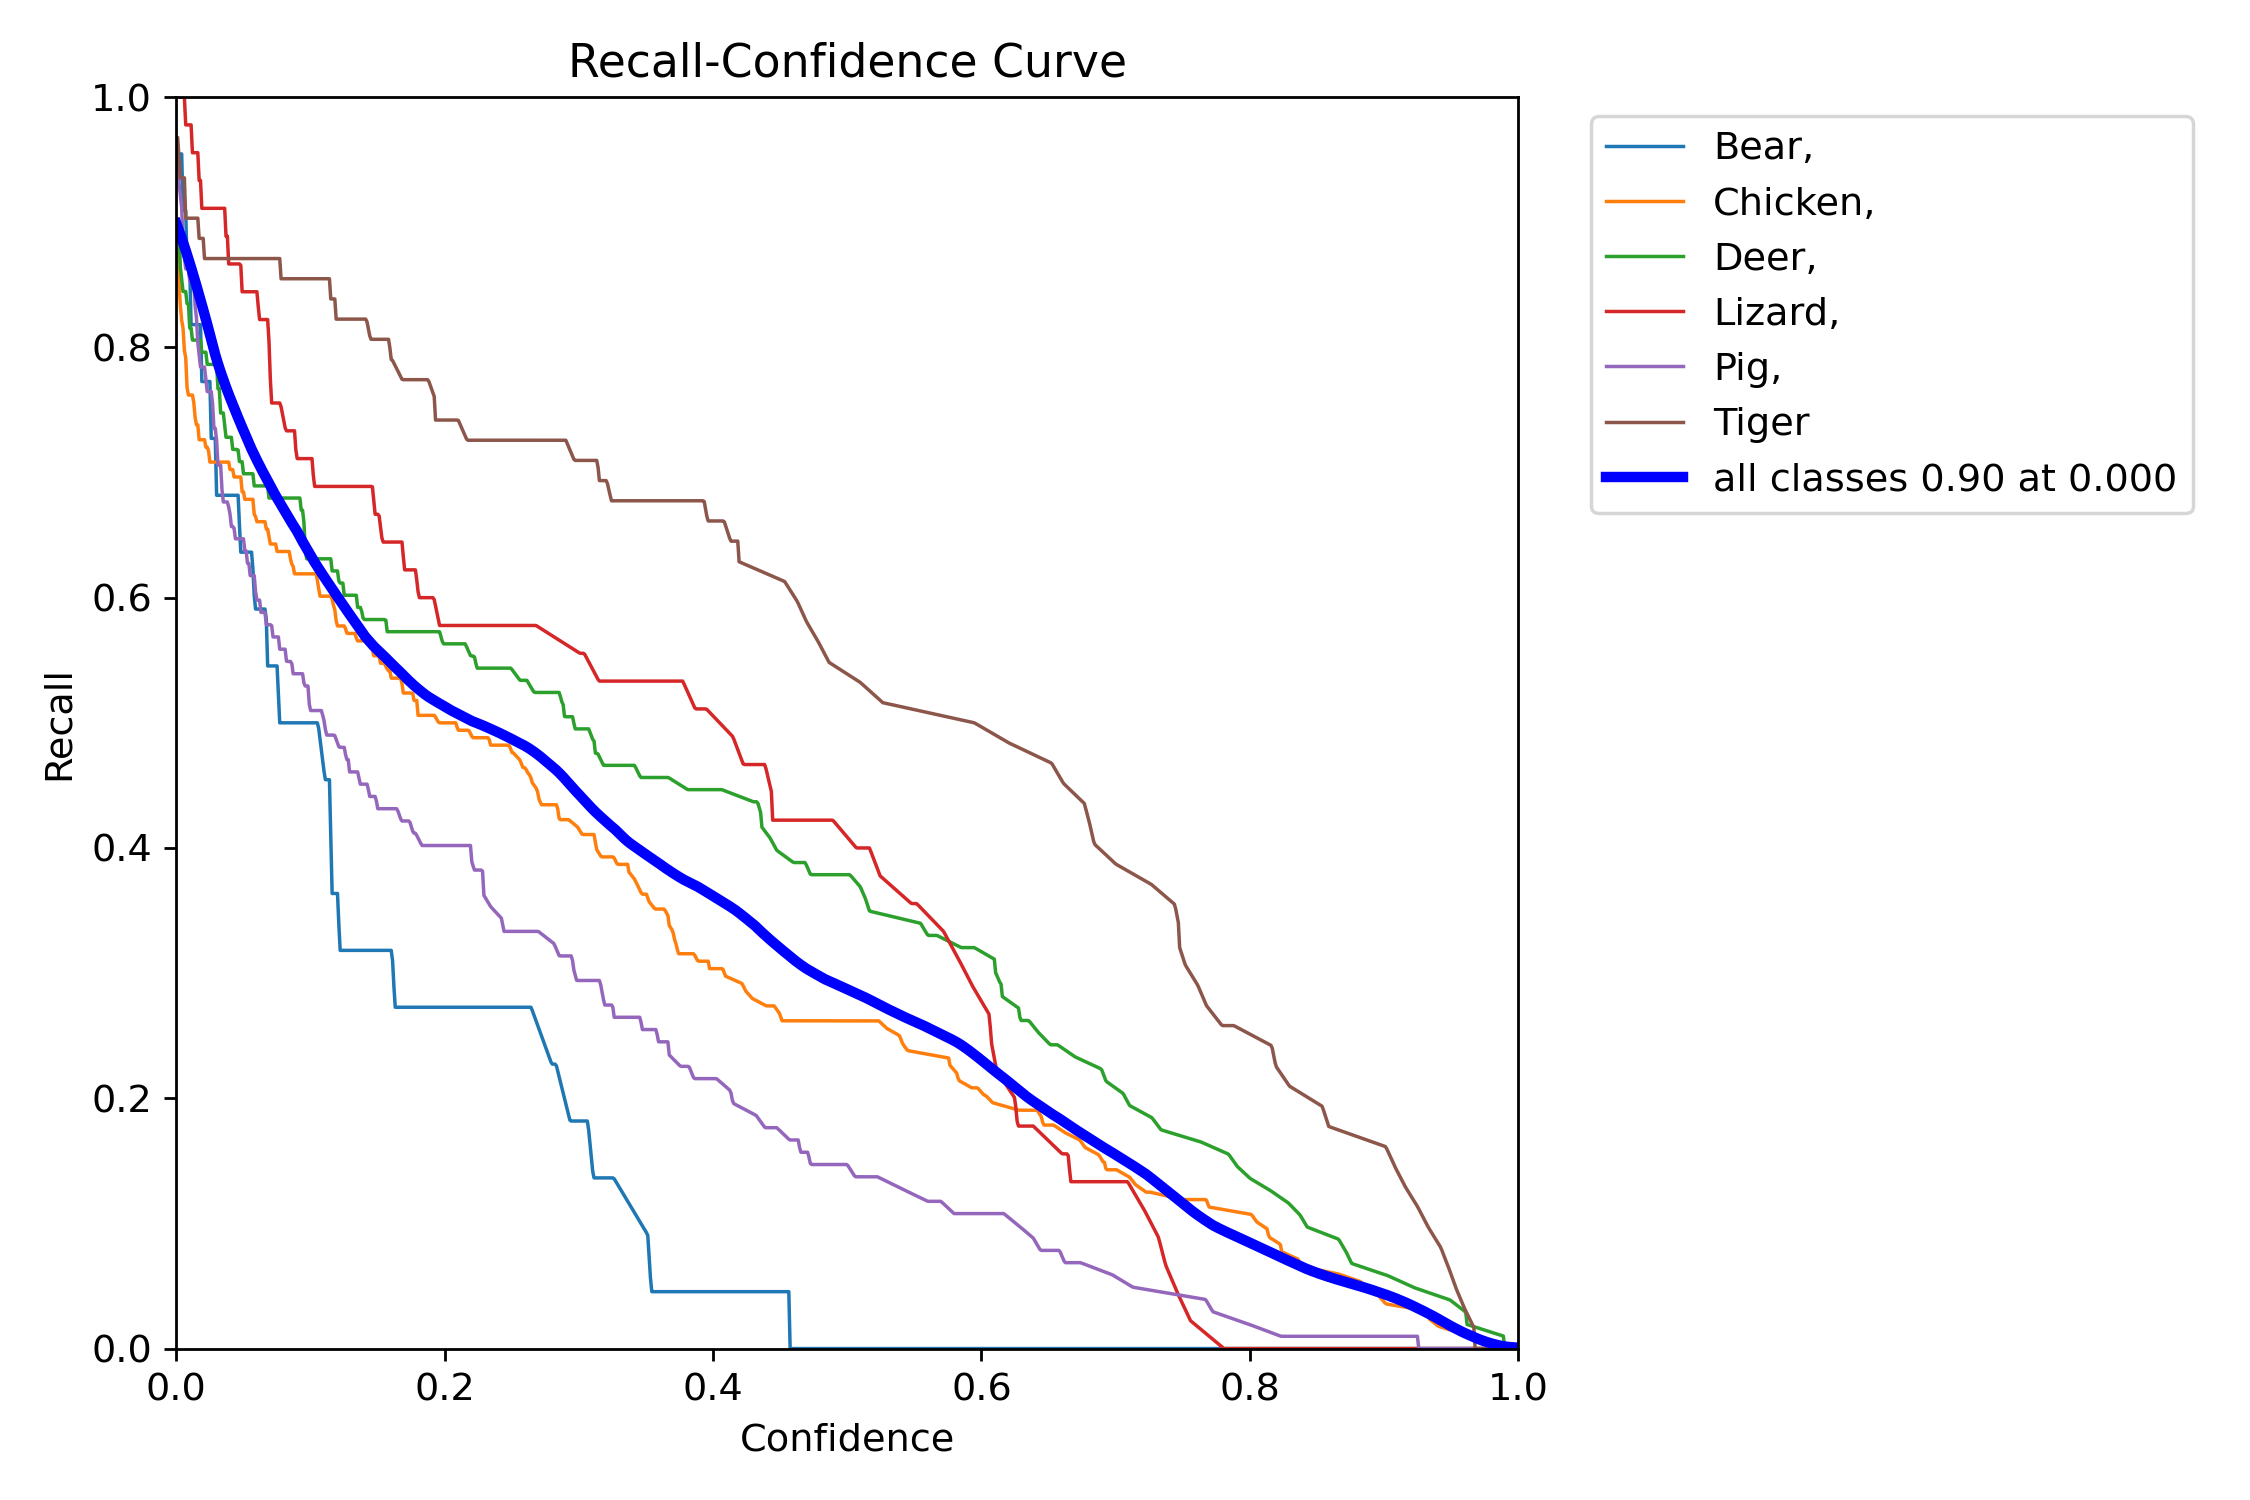 Recall-Confidence Curve
1.0
0.8
0.6
0.4
0.2
0.0
Recall
0.0 0.2 0.4 0.6 0.8 1.0
Confidence
Bear,
Chicken,
Deer,
Lizard,
Pig,
Tiger
all classes 0.90 at 0.000